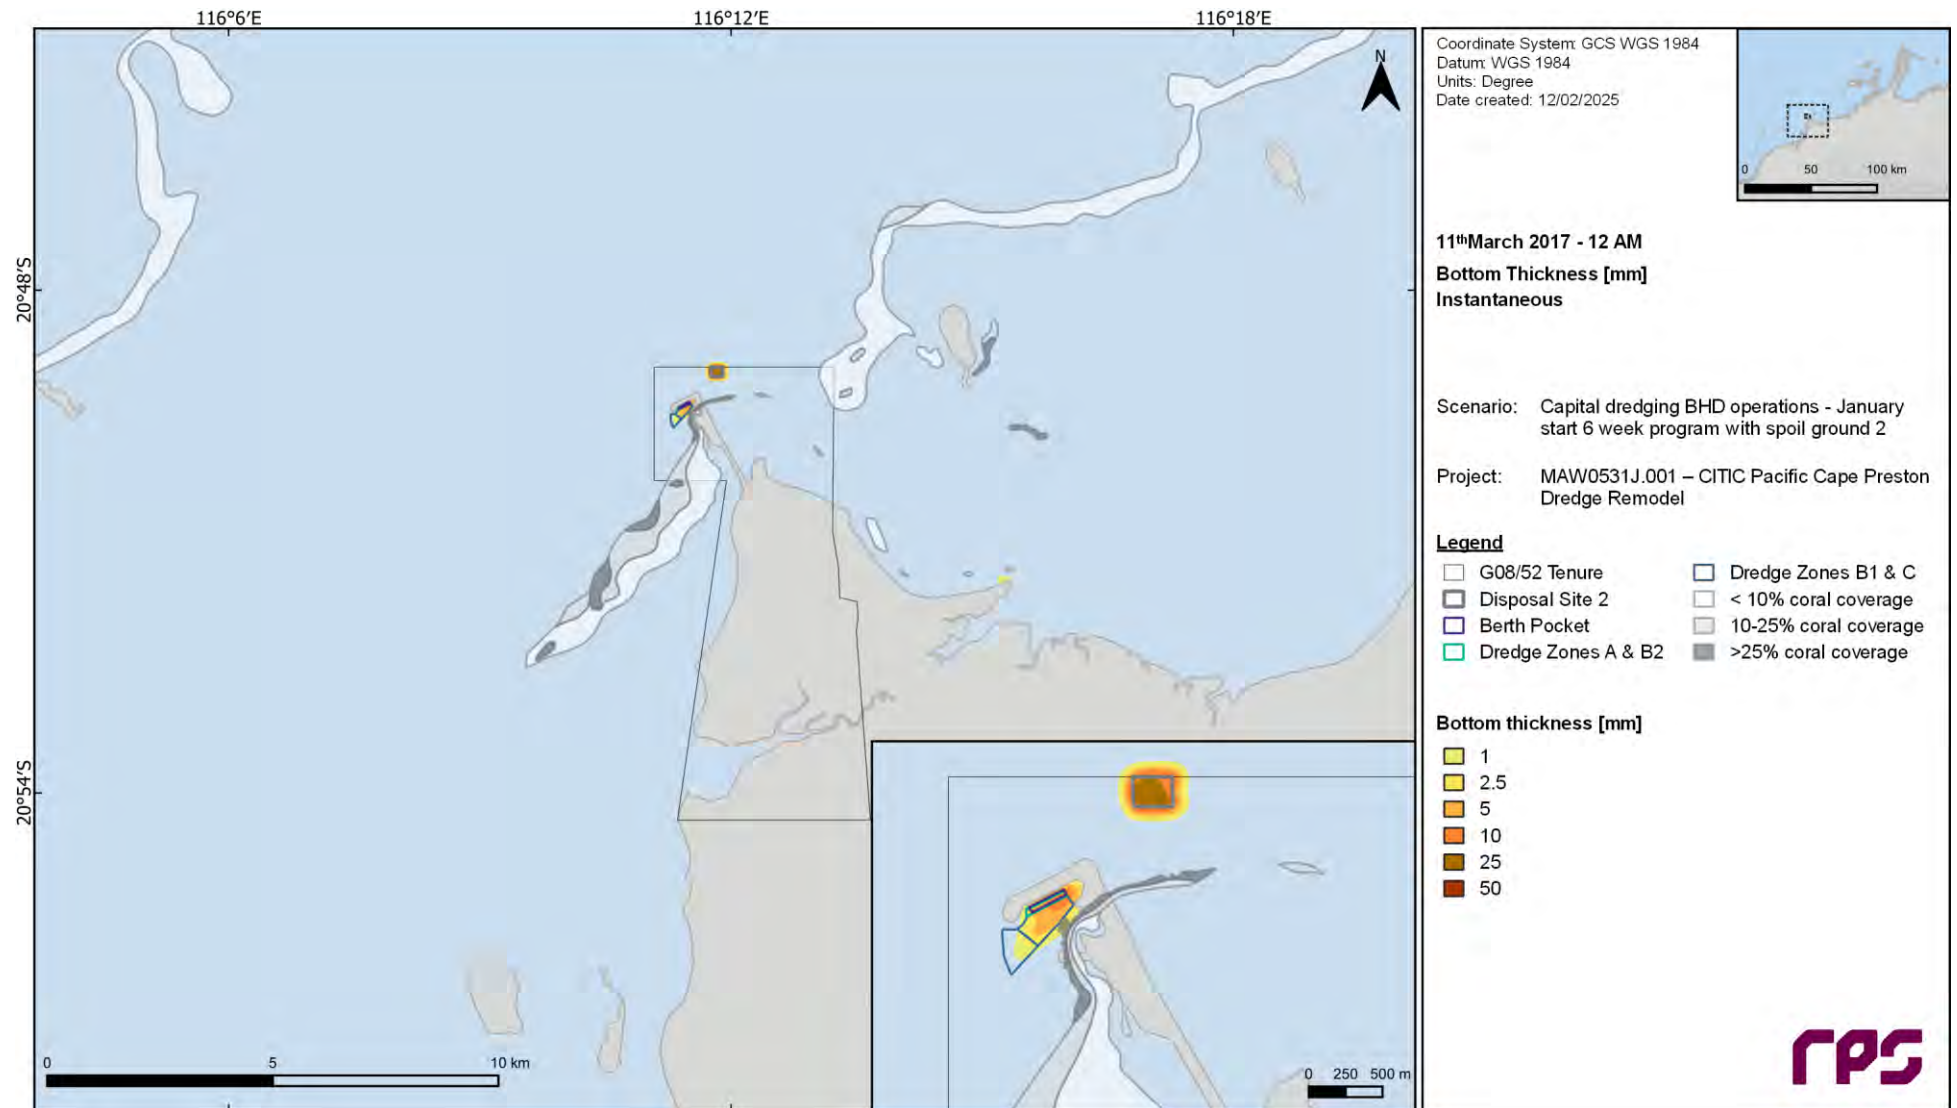 116°6'E 116°12'E 116°18'E
20°48'S
20°54'S
N
0 5 10 km
0 250 500 m
Coordinate System: GCS WGS 1984
Datum: WGS 1984
Units: Degree
Date created: 12/02/2025
0 50 100 km
11thMarch 2017 - 12 AM
Bottom Thickness [mm]
Instantaneous
Scenario: Capital dredging BHD operations - January
start 6 week program with spoil ground 2
Project: MAW0531J.001 – CITIC Pacific Cape Preston
Dredge Remodel
Legend
G08/52 Tenure
Disposal Site 2
Berth Pocket
Dredge Zones A & B2
Dredge Zones B1 & C
< 10% coral coverage
10-25% coral coverage
>25% coral coverage
Bottom thickness [mm]
1
2.5
5
10
25
50
rps